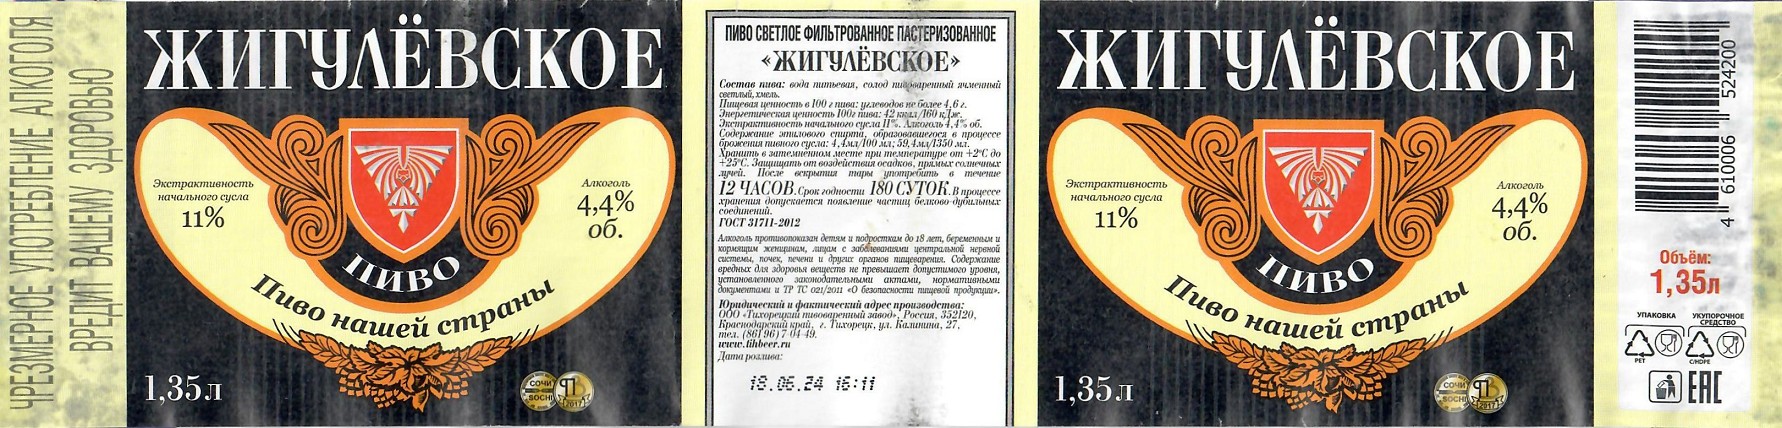 ЧРЕЗМЕРНОЕ УПОТРЕБЛЕНИЕ АЛКОГОЛЯ
ВРЕДИТ ВАШЕМУ ЗДОРОВЬЮ
ЖИГУЛЁВСКОЕ
Экстрактивность
начального сусла
11%
Алкоголь
4,4%
об.
ПИВО
Пиво нашей страны
1,35л
СОЧИ
SOCHI
2017
ПИВО СВЕТЛОЕ ФИЛЬТРОВАННОЕ ПАСТЕРИЗОВАННОЕ
«ЖИГУЛЁВСКОЕ»
Состав пива: вода питьевая, солод пивоваренный ячменный
светлый, хмель.
Пищевая ценность в 100 г пива: углеводов не более 4,6 г.
Энергетическая ценность 100г пива: 42 ккал/160 кДж.
Экстрактивность начального сусла 11%. Алкоголь 4,4% об.
Содержание этилового спирта, образовавшегося в процессе
брожения пивного сусла: 4,4мл/100 мл; 59,4мл/1350 мл.
Хранить в затемненном месте при температуре от +2°С до
+25°С. Защищать от воздействия осадков, прямых солнечных
лучей. После вскрытия тары употребить в течение
12 ЧАСОВ. Срок годности 180 СУТОК. В процессе
хранения допускается появление частиц белково-дубильных
соединений.
ГОСТ 31711-2012
Алкоголь противопоказан детям и подросткам до 18 лет, беременным и
кормящим женщинам, лицам с заболеваниями центральной нервной
системы, почек, печени и других органов пищеварения. Содержание
вредных для здоровья веществ не превышает допустимого уровня,
установленного законодательными актами, нормативными
документами и ТР ТС 021/2011 «О безопасности пищевой продукции».
Юридический и фактический адрес производства:
ООО «Тихорецкий пивоваренный завод», Россия, 352120,
Краснодарский край, г. Тихорецк, ул. Калинина, 27,
тел. (86196) 7-04-49.
www.tihbeer.ru
Дата розлива:
18.06.24 16:11
ЖИГУЛЁВСКОЕ
Экстрактивность
начального сусла
11%
Алкоголь
4,4%
об.
ПИВО
Пиво нашей страны
1,35л
СОЧИ
SOCHI
2017
4 610006 524200
Объём:
1,35л
УПАКОВКА
УКУПОРОЧНОЕ
СРЕДСТВО
PET
C/HDPE
EAC